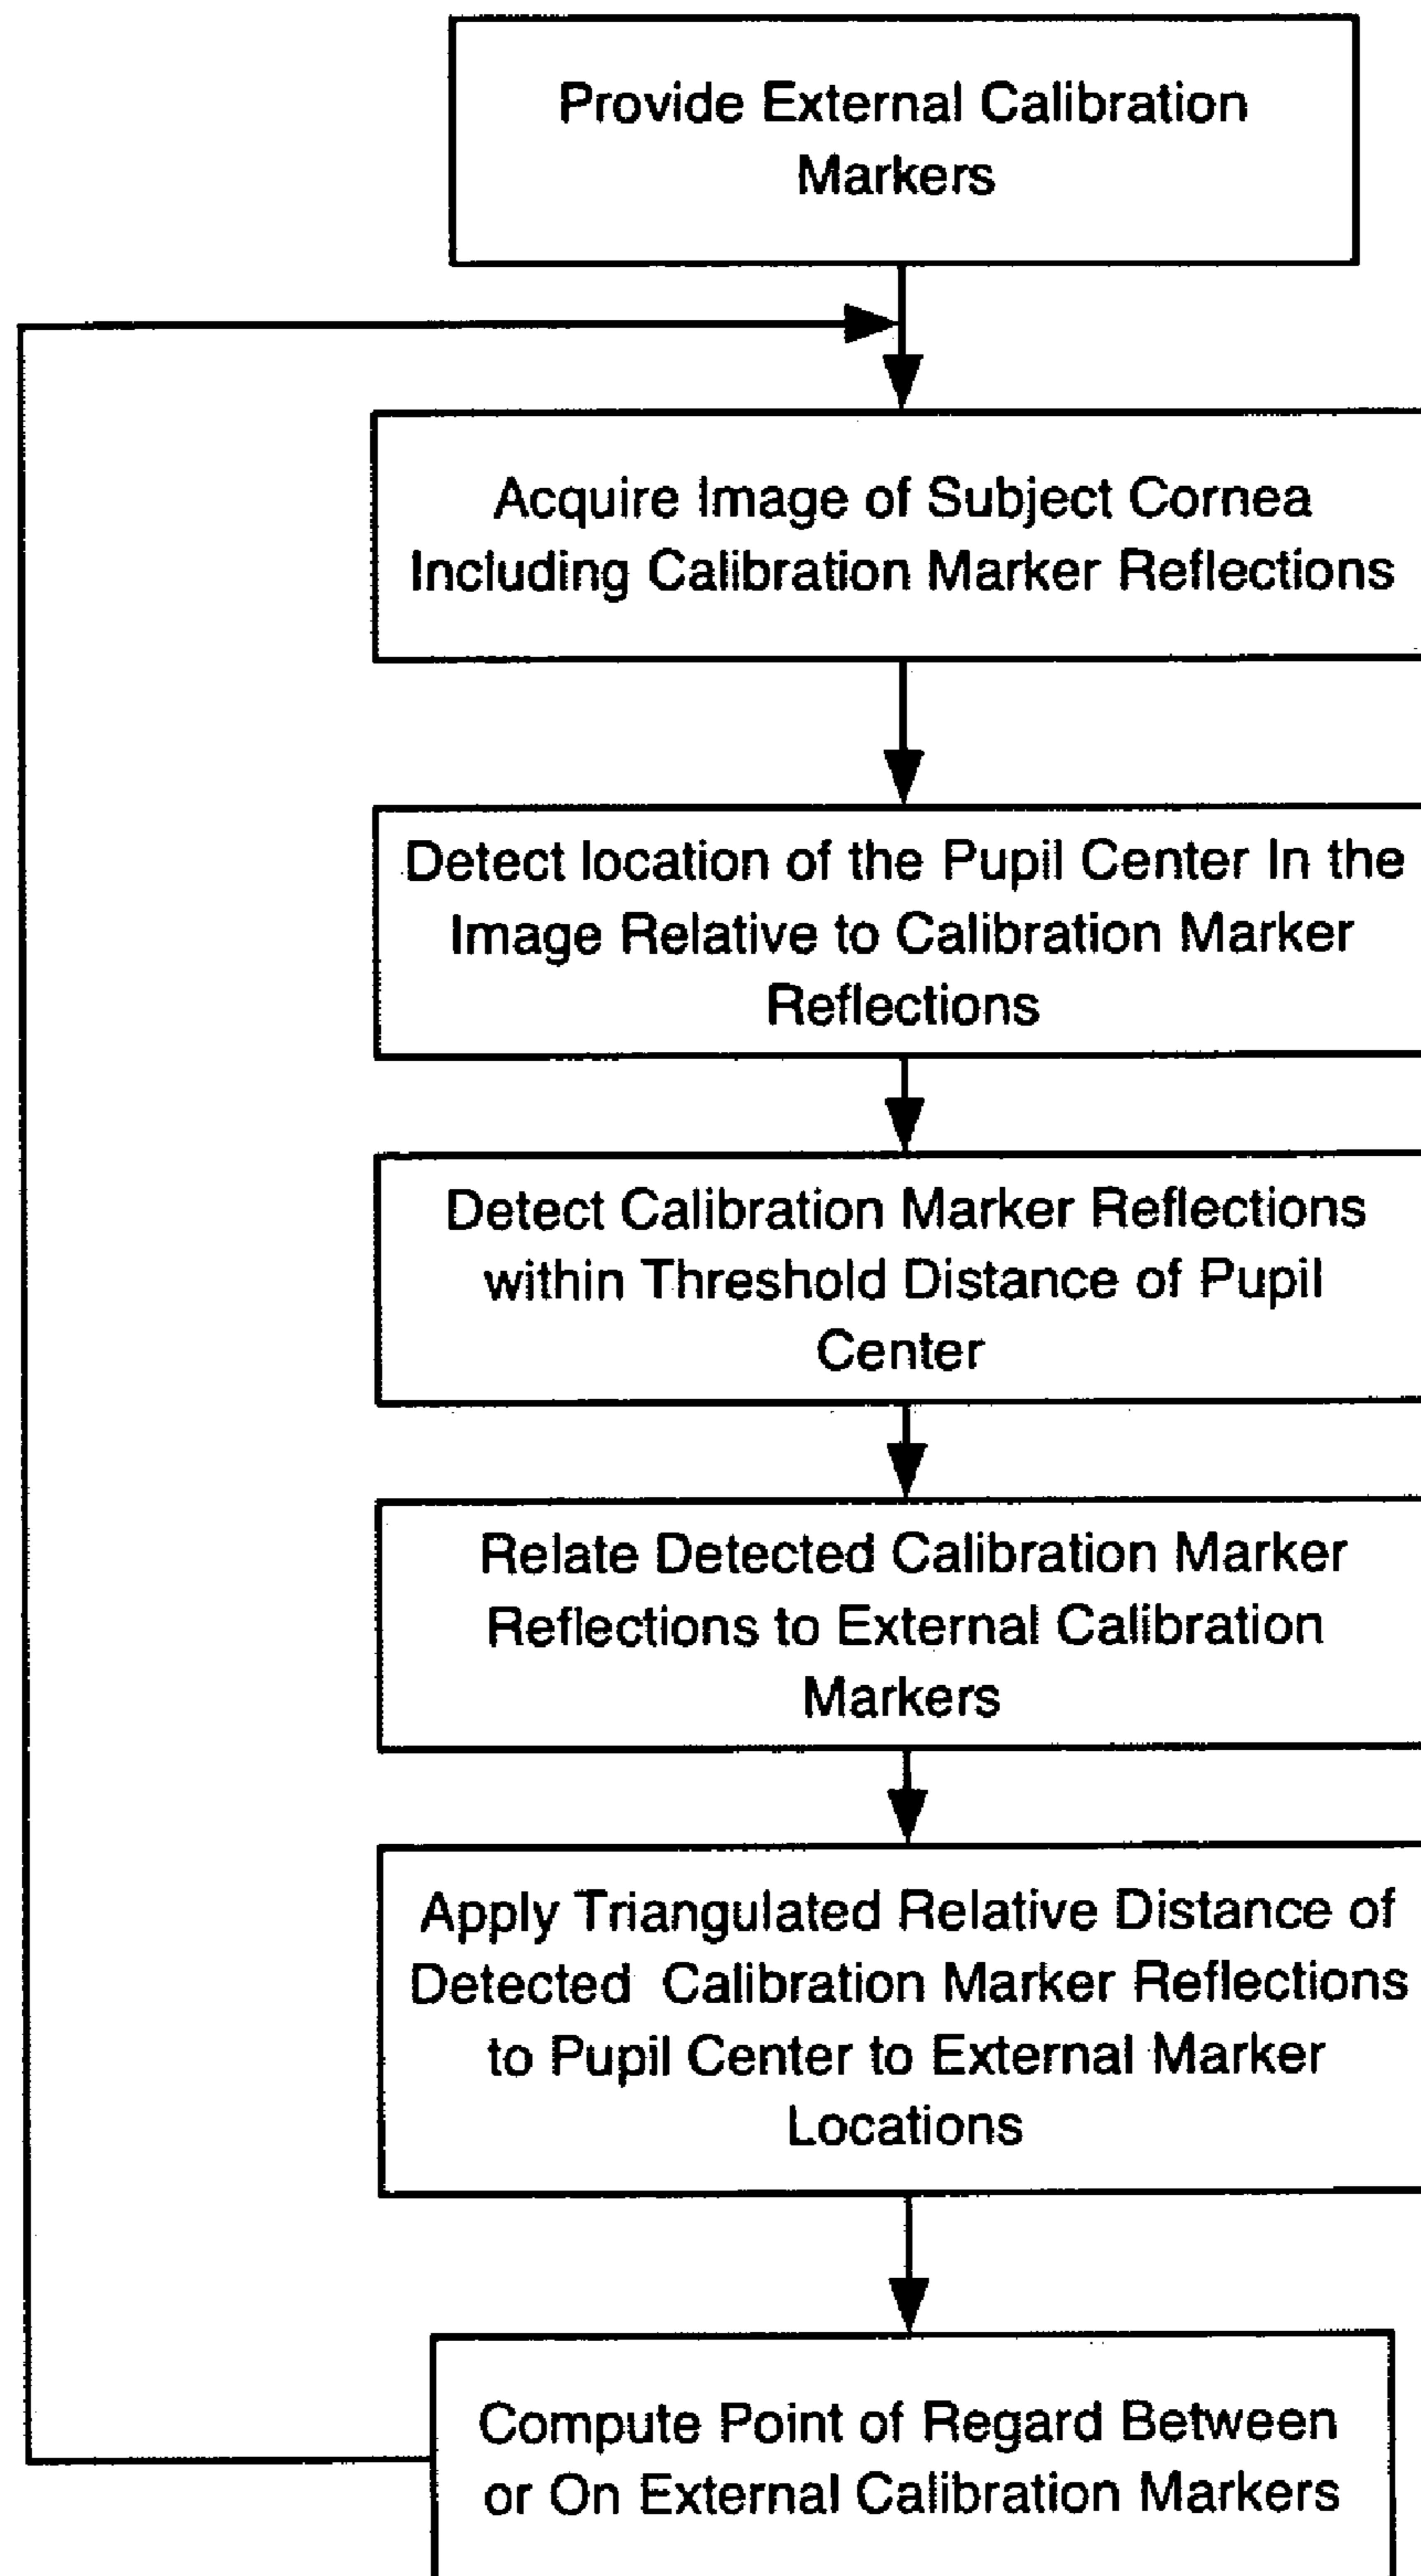 Provide External Calibration
Markers
Acquire Image of Subject Cornea
Including Calibration Marker Reflections
Detect location of the Pupil Center In the
Image Relative to Calibration Marker
Reflections
Detect Calibration Marker Reflections
within Threshold Distance of Pupil
Center
Relate Detected Calibration Marker
Reflections to External Calibration
Markers
Apply Triangulated Relative Distance of
Detected Calibration Marker Reflections
to Pupil Center to External Marker
Locations
Compute Point of Regard Between
or On External Calibration Markers